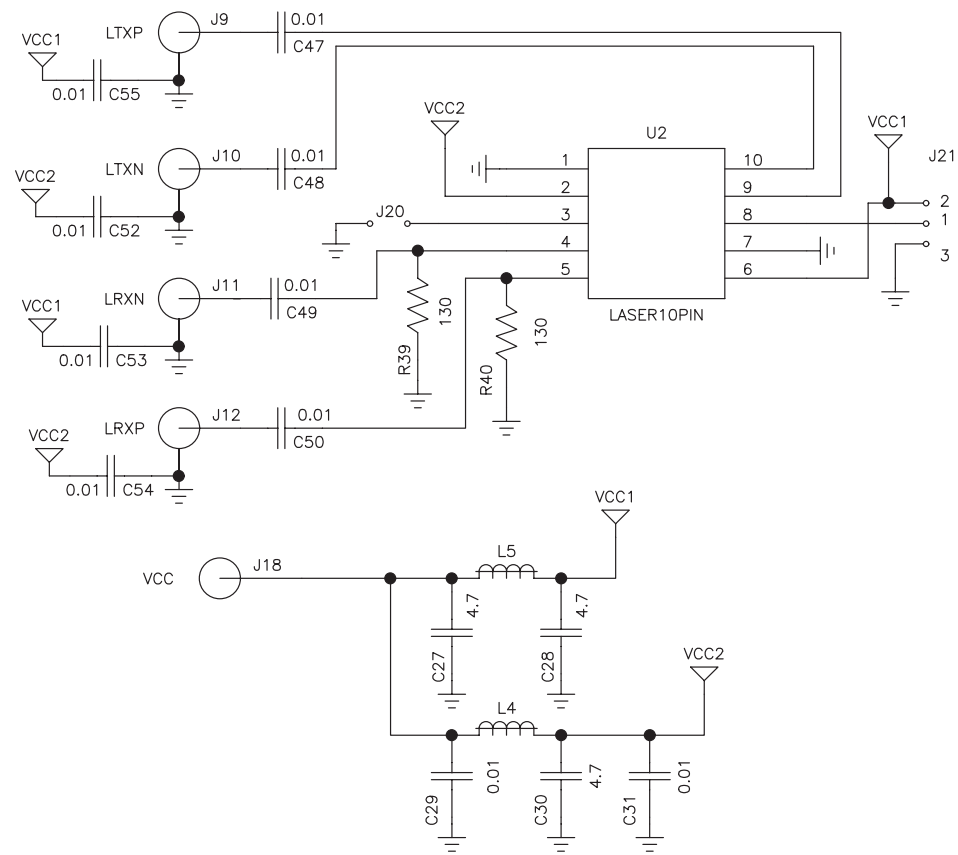 LTXP
J9
0.01
C47
VCC1
0.01
C55
LTXN
J10
0.01
C48
VCC2
0.01
C52
VCC2
U2
VCC1
J21
1
2
3
4
5
10
9
8
7
6
2
1
3
J20
LASER10PIN
LRXN
J11
0.01
C49
VCC1
0.01
C53
R39
130
R40
130
LRXP
J12
0.01
C50
VCC2
0.01
C54
VCC
J18
L5
VCC1
C27
4.7
C28
4.7
L4
VCC2
C29
0.01
C30
4.7
C31
0.01